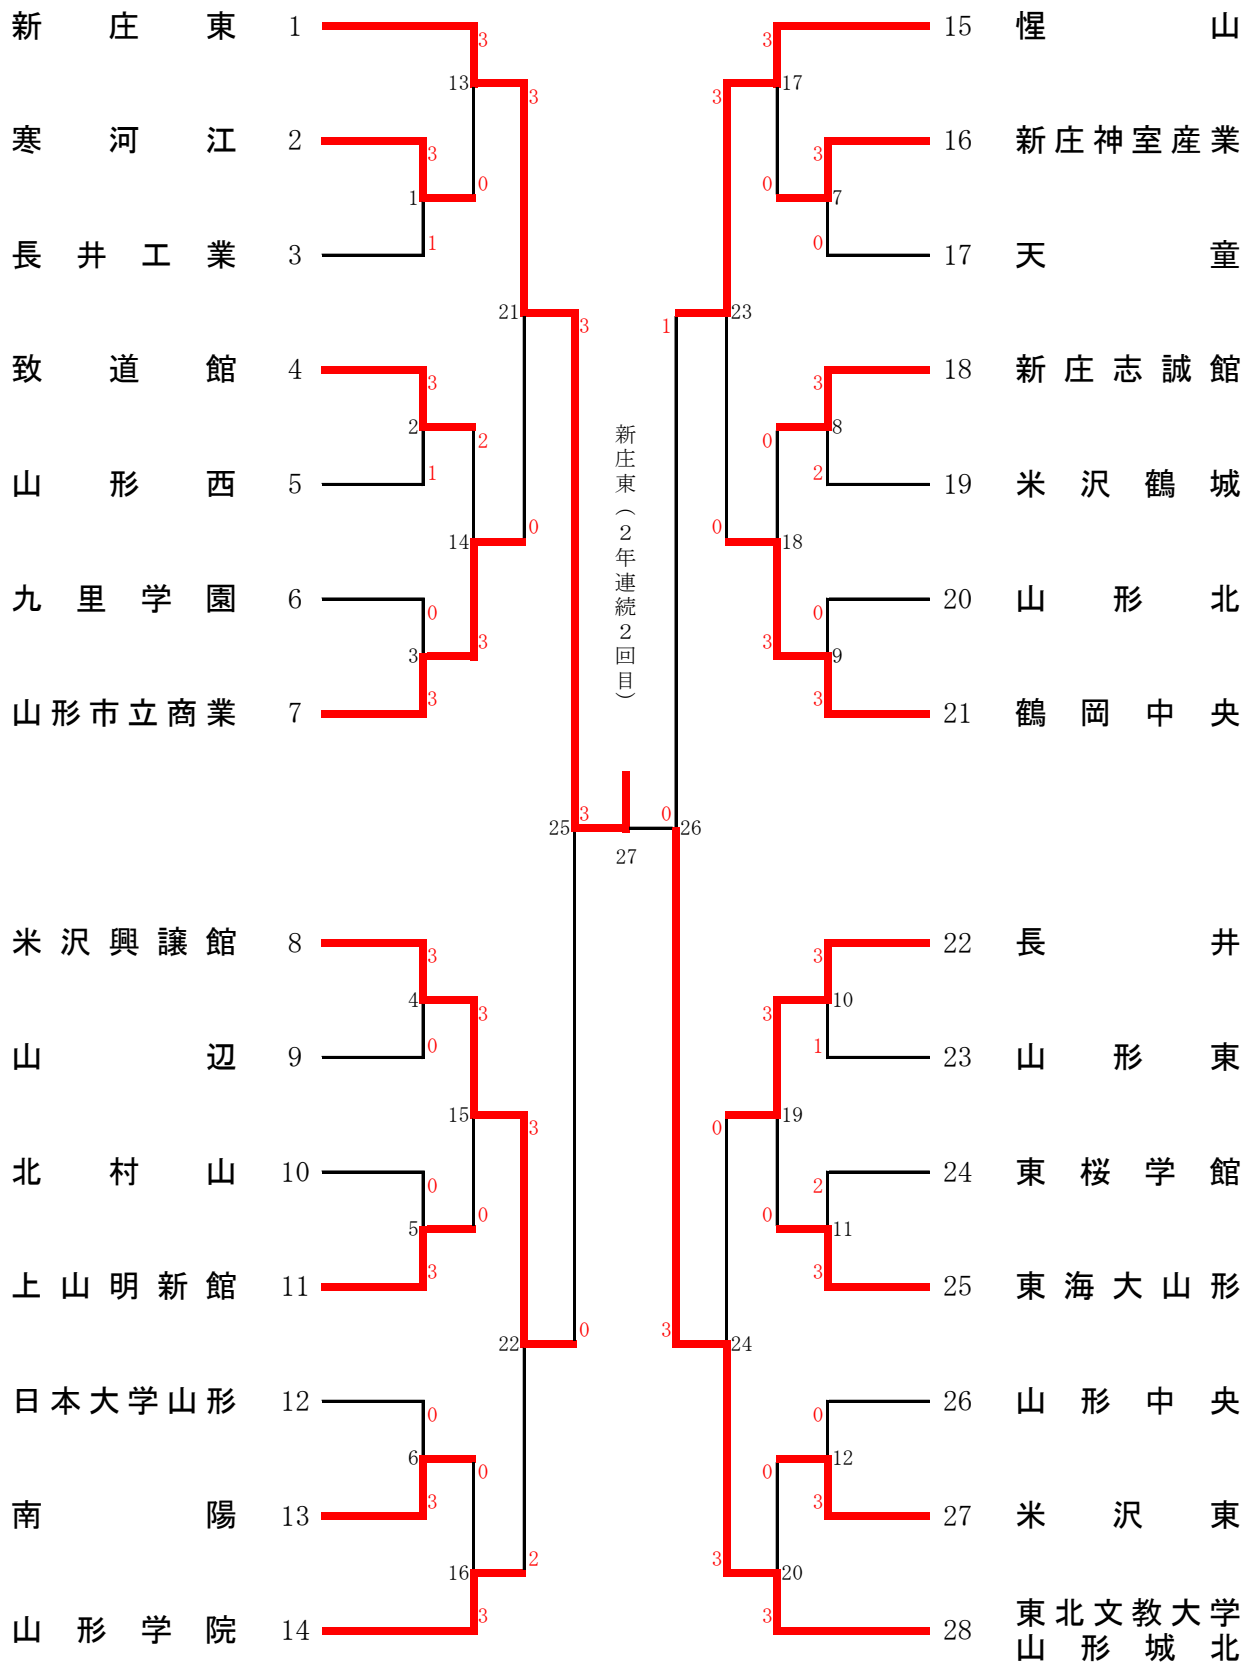 新庄東 1
寒河江 2
長井工業 3
致道館 4
山形西 5
九里学園 6
山形市立商業 7
米沢興譲館 8
山辺 9
北村山 10
上山明新館 11
日本大学山形 12
南陽 13
山形学院 14
3
13
3
3
0
1
1
21
3
3
2
2
1
14
0
0
3
3
3
25
3
3
4
3
0
15
3
0
5
0
3
22
0
0
6
0
3
16
2
3
新庄東(2年連続2回目)
27
3
3
17
3
0
7
0
1
23
3
0
8
2
0
18
0
3
9
3
0
26
3
3
10
1
0
19
2
0
11
3
3
24
0
0
12
3
3
20
3
15 惺山
16 新庄神室産業
17 天童
18 新庄志誠館
19 米沢鶴城
20 山形北
21 鶴岡中央
22 長井
23 山形東
24 東桜学館
25 東海大山形
26 山形中央
27 米沢東
28 東北文教大学
山形城北